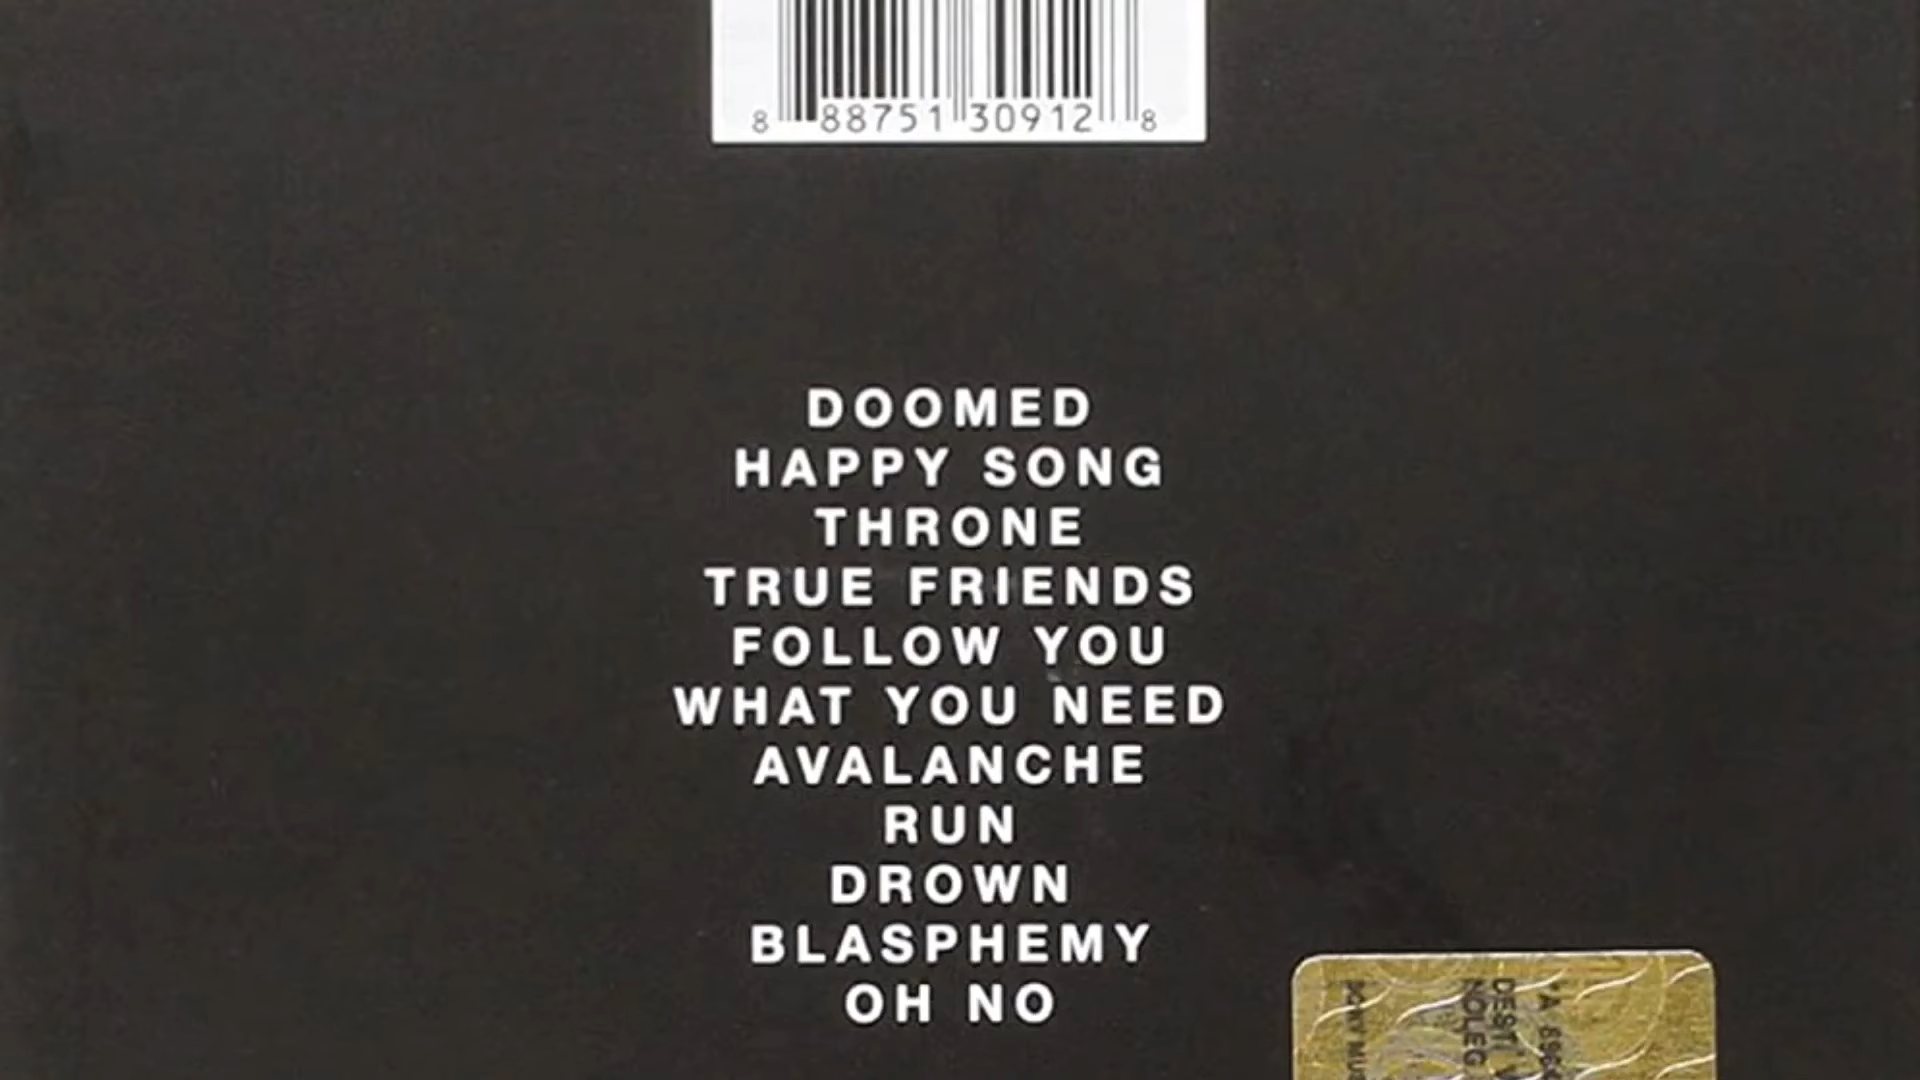 8 88751 30912 8
DOOMED
HAPPY SONG
THRONE
TRUE FRIENDS
FOLLOW YOU
WHAT YOU NEED
AVALANCHE
RUN
DROWN
BLASPHEMY
OH NO